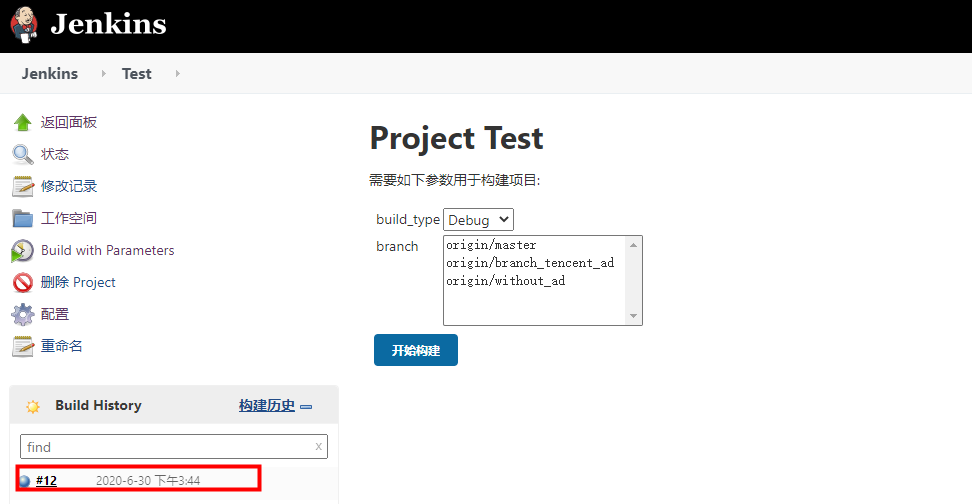 Jenkins
Jenkins Test
返回面板
状态
修改记录
工作空间
Build with Parameters
删除 Project
配置
重命名
Project Test
需要如下参数用于构建项目:
build_type Debug
branch
origin/master
origin/branch_tencent_ad
origin/without_ad
开始构建
Build History 构建历史
find x
#12 2020-6-30 下午3:44